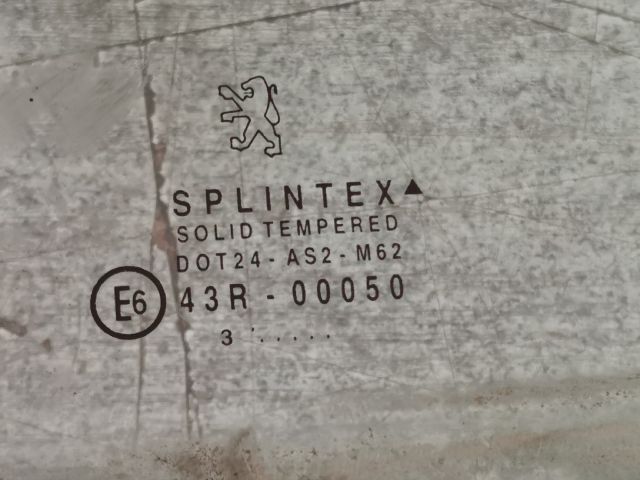 SPLINTEX▲
SOLID TEMPERED
DOT24-AS2-M62
E6 43R-00050
3 '.....